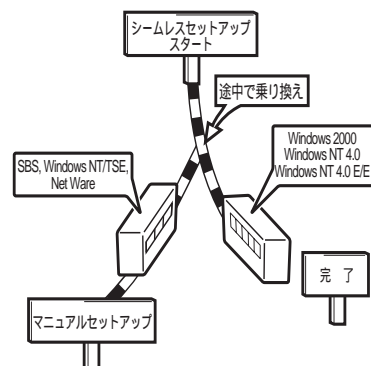 シームレスセットアップ
スタート
途中で乗り換え
SBS, Windows NT/TSE,
Net Ware
Windows 2000
Windows NT 4.0
Windows NT 4.0 E/E
完 了
マニュアルセットアップ